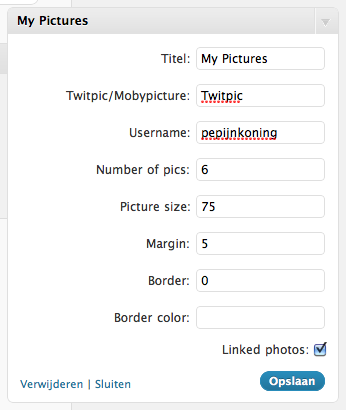 My Pictures
Titel: My Pictures
Twitpic/Mobypicture: Twitpic
Username: pepijnkoning
Number of pics: 6
Picture size: 75
Margin: 5
Border: 0
Border color:
Linked photos:
Verwijderen | Sluiten Opslaan